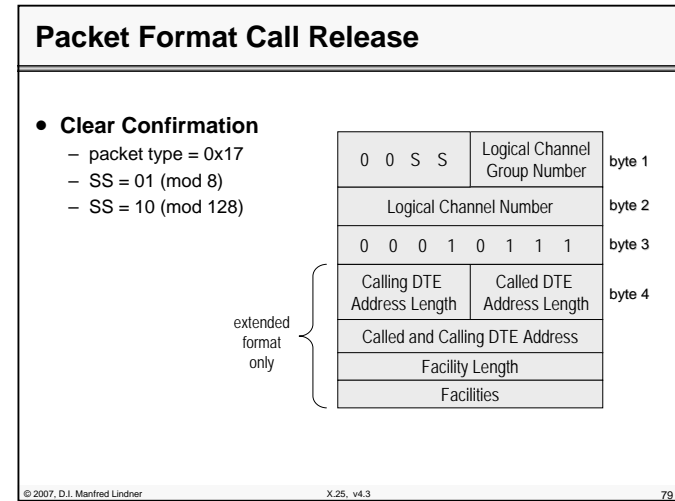 Packet Format Call Release
• Clear Confirmation
– packet type = 0x17
– SS = 01 (mod 8)
– SS = 10 (mod 128)
0 0 S S
Logical Channel
Group Number
byte 1
Logical Channel Number
byte 2
0 0 0 1 0 1 1 1
byte 3
Calling DTE
Address Length
Called DTE
Address Length
byte 4
extended
format
only
Called and Calling DTE Address
Facility Length
Facilities
© 2007, D.I. Manfred Lindner
X.25, v4.3
79